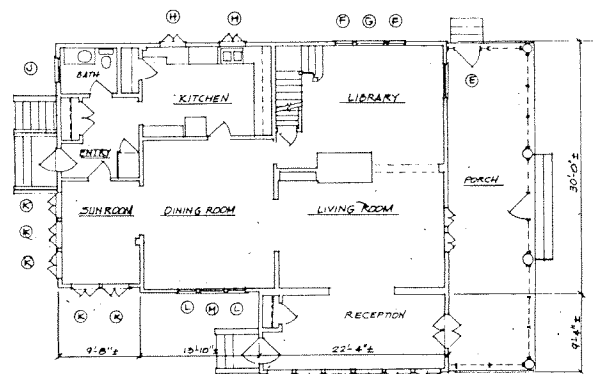 H H F G F
J
BATH
KITCHEN
LIBRARY
E
ENTRY
PORCH
30'-0"±
SUNROOM
DINING ROOM
LIVING ROOM
K
K
K
L M L
K K
RECEPTION
9'-4"±
9'-8"±
13'-10"±
22'-4"±